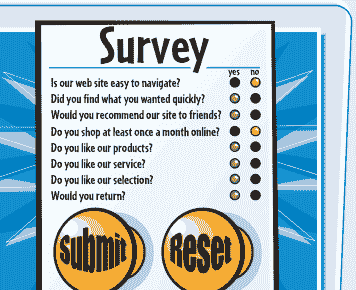 Survey
yes no
Is our web site easy to navigate?
Did you find what you wanted quickly?
Would you recommend our site to friends?
Do you shop at least once a month online?
Do you like our products?
Do you like our service?
Do you like our selection?
Would you return?
Submit Reset